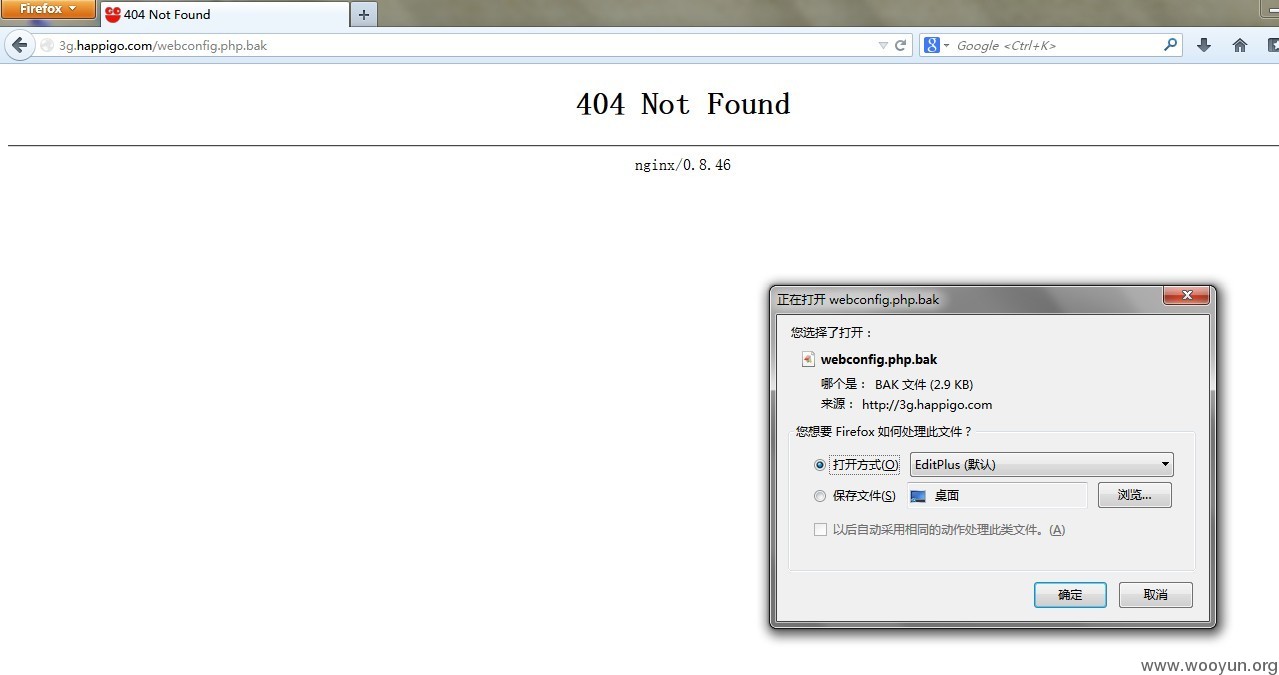 Firefox
404 Not Found
3g.happigo.com/webconfig.php.bak
Google <Ctrl+K>
404 Not Found
nginx/0.8.46
正在打开 webconfig.php.bak
您选择了打开：
webconfig.php.bak
哪个是： BAK 文件 (2.9 KB)
来源： http://3g.happigo.com
您想要 Firefox 如何处理此文件？
打开方式(O) EditPlus (默认)
保存文件(S) 桌面 浏览...
以后自动采用相同的动作处理此类文件。(A)
确定 取消
www.wooyun.org